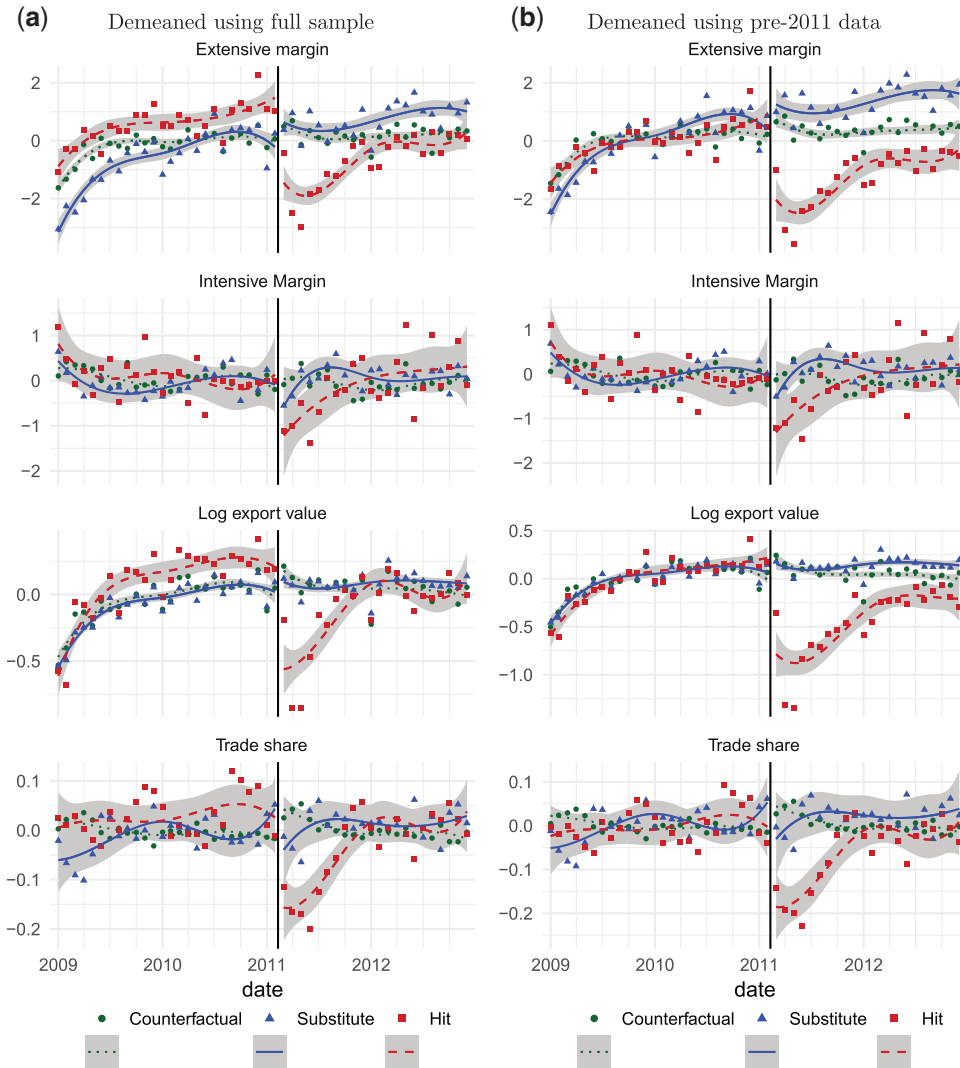 (a) Demeaned using full sample
Extensive margin
2
0
−2
Intensive Margin
1
0
−1
−2
Log export value
0.0
−0.5
Trade share
0.1
0.0
−0.1
−0.2
2009 2010 2011 2012
date
Counterfactual Substitute Hit
(b) Demeaned using pre-2011 data
Extensive margin
2
0
−2
Intensive Margin
1
0
−1
−2
Log export value
0.5
0.0
−0.5
−1.0
Trade share
0.1
0.0
−0.1
−0.2
2009 2010 2011 2012
date
Counterfactual Substitute Hit